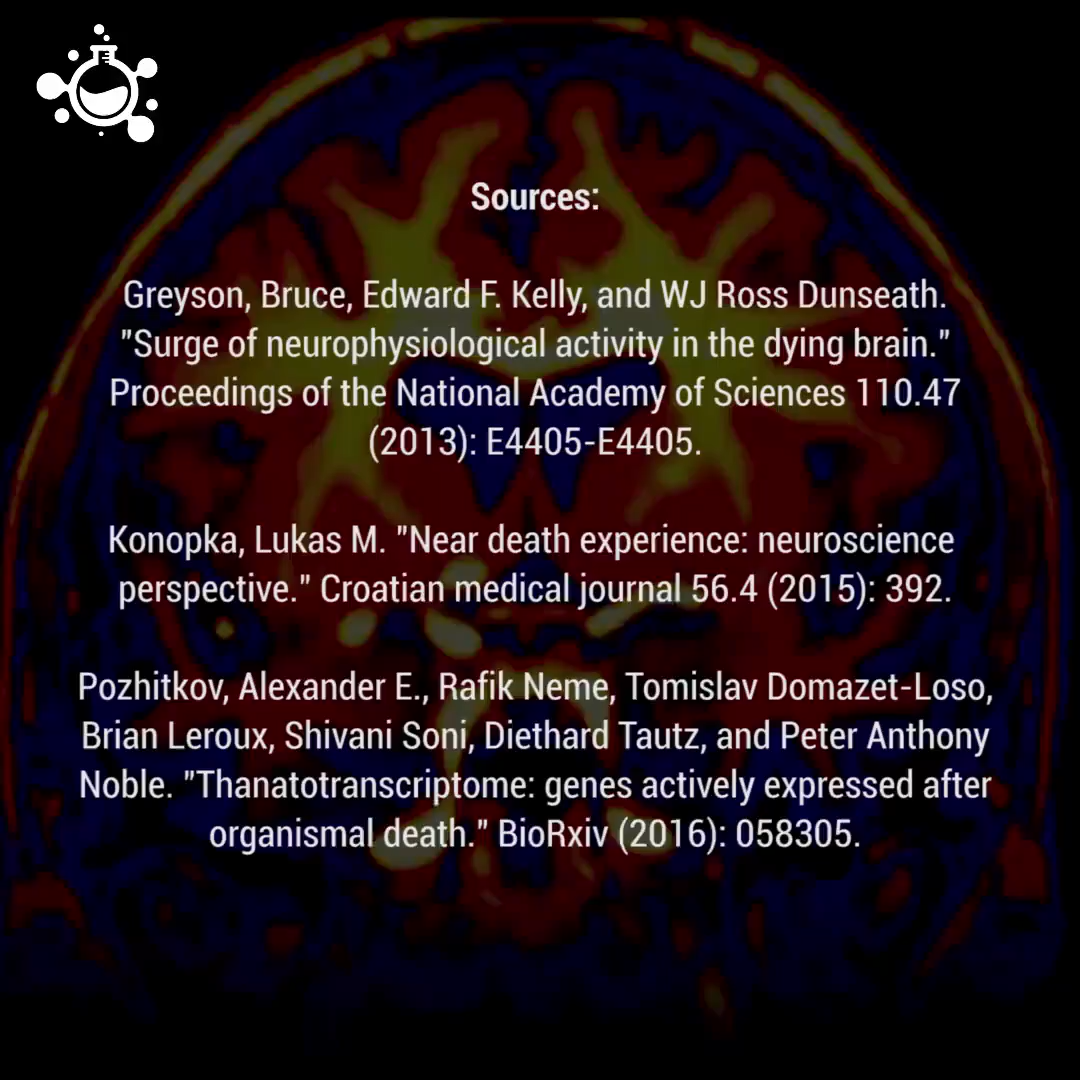 Sources:
Greyson, Bruce, Edward F. Kelly, and WJ Ross Dunseath.
"Surge of neurophysiological activity in the dying brain."
Proceedings of the National Academy of Sciences 110.47
(2013): E4405-E4405.
Konopka, Lukas M. "Near death experience: neuroscience
perspective." Croatian medical journal 56.4 (2015): 392.
Pozhitkov, Alexander E., Rafik Neme, Tomislav Domazet-Loso,
Brian Leroux, Shivani Soni, Diethard Tautz, and Peter Anthony
Noble. "Thanatotranscriptome: genes actively expressed after
organismal death." BioRxiv (2016): 058305.